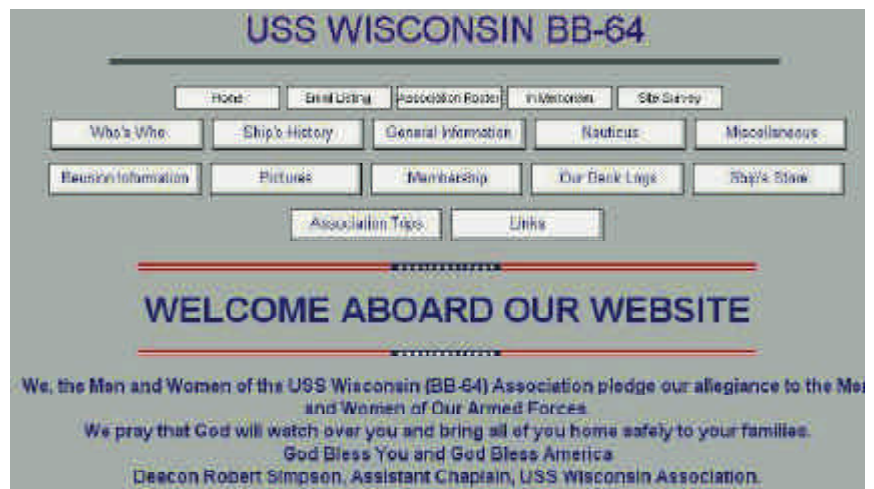 USS WISCONSIN BB-64
Home Email Listing Association Roster In Memoriam Site Survey
Who's Who Ship's History General Information Nauticus Miscellaneous
Reunion Information Pictures Membership Our Deck Logs Ship's Store
Association Trips Links
WELCOME ABOARD OUR WEBSITE
We, the Men and Women of the USS Wisconsin (BB-64) Association pledge our allegiance to the Me
and Women of Our Armed Forces.
We pray that God will watch over you and bring all of you home safely to your families.
God Bless You and God Bless America
Deacon Robert Simpson, Assistant Chaplain, USS Wisconsin Association.